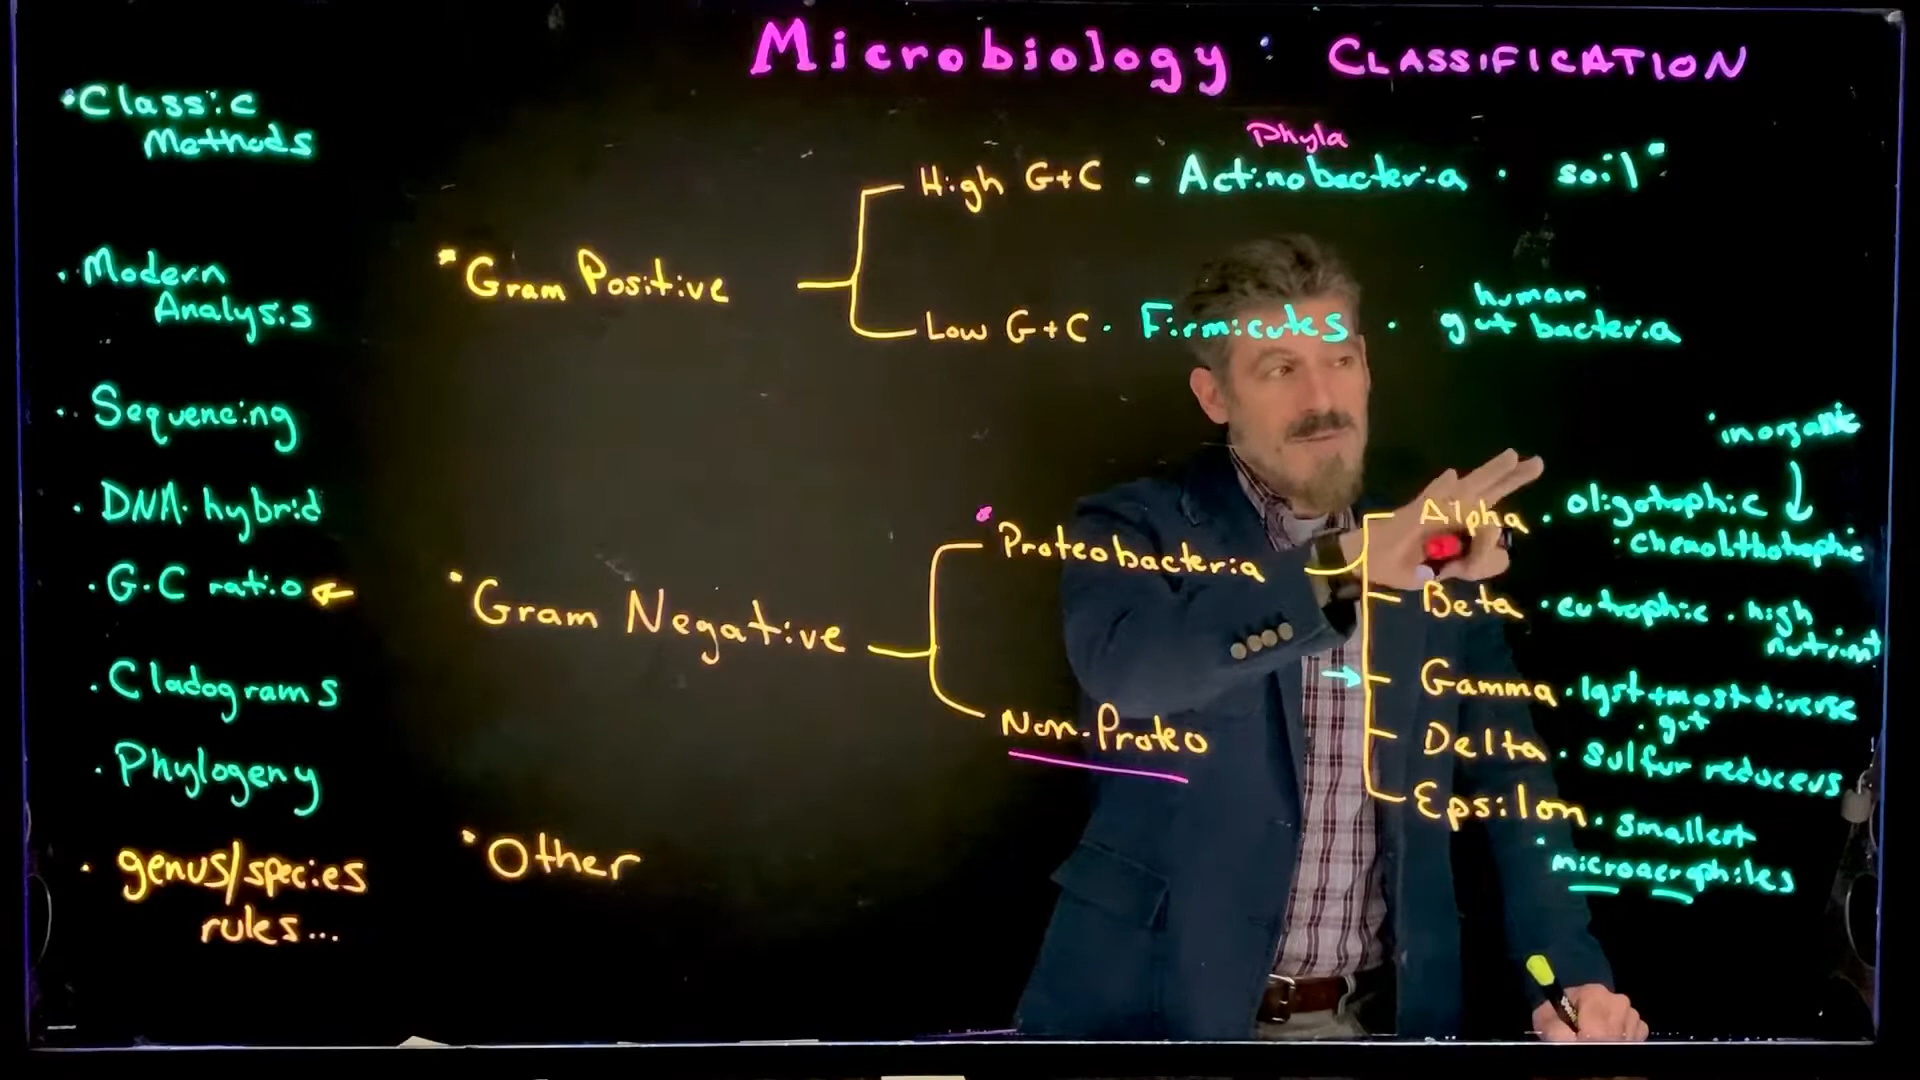 Microbiology: CLASSIFICATION
• Classic
Methods
• Modern
Analysis
• Sequencing
• DNA-hybrid
• G·C ratio ←
• Cladograms
• Phylogeny
• genus/species
rules...
Phyla
• Gram Positive
High G+C - Actinobacteria · soil
Low G+C · Firmicutes ·
human
gut bacteria
• Gram Negative
• Proteobacteria
Non-Proteo
• inorganic
Alpha · oligotrophic
• chemolithotrophic
Beta · eutrophic · high
nutrient
→ Gamma · lgst + most diverse
• gut
Delta · sulfur reducers
Epsilon · smallest
• microaerophiles
• Other